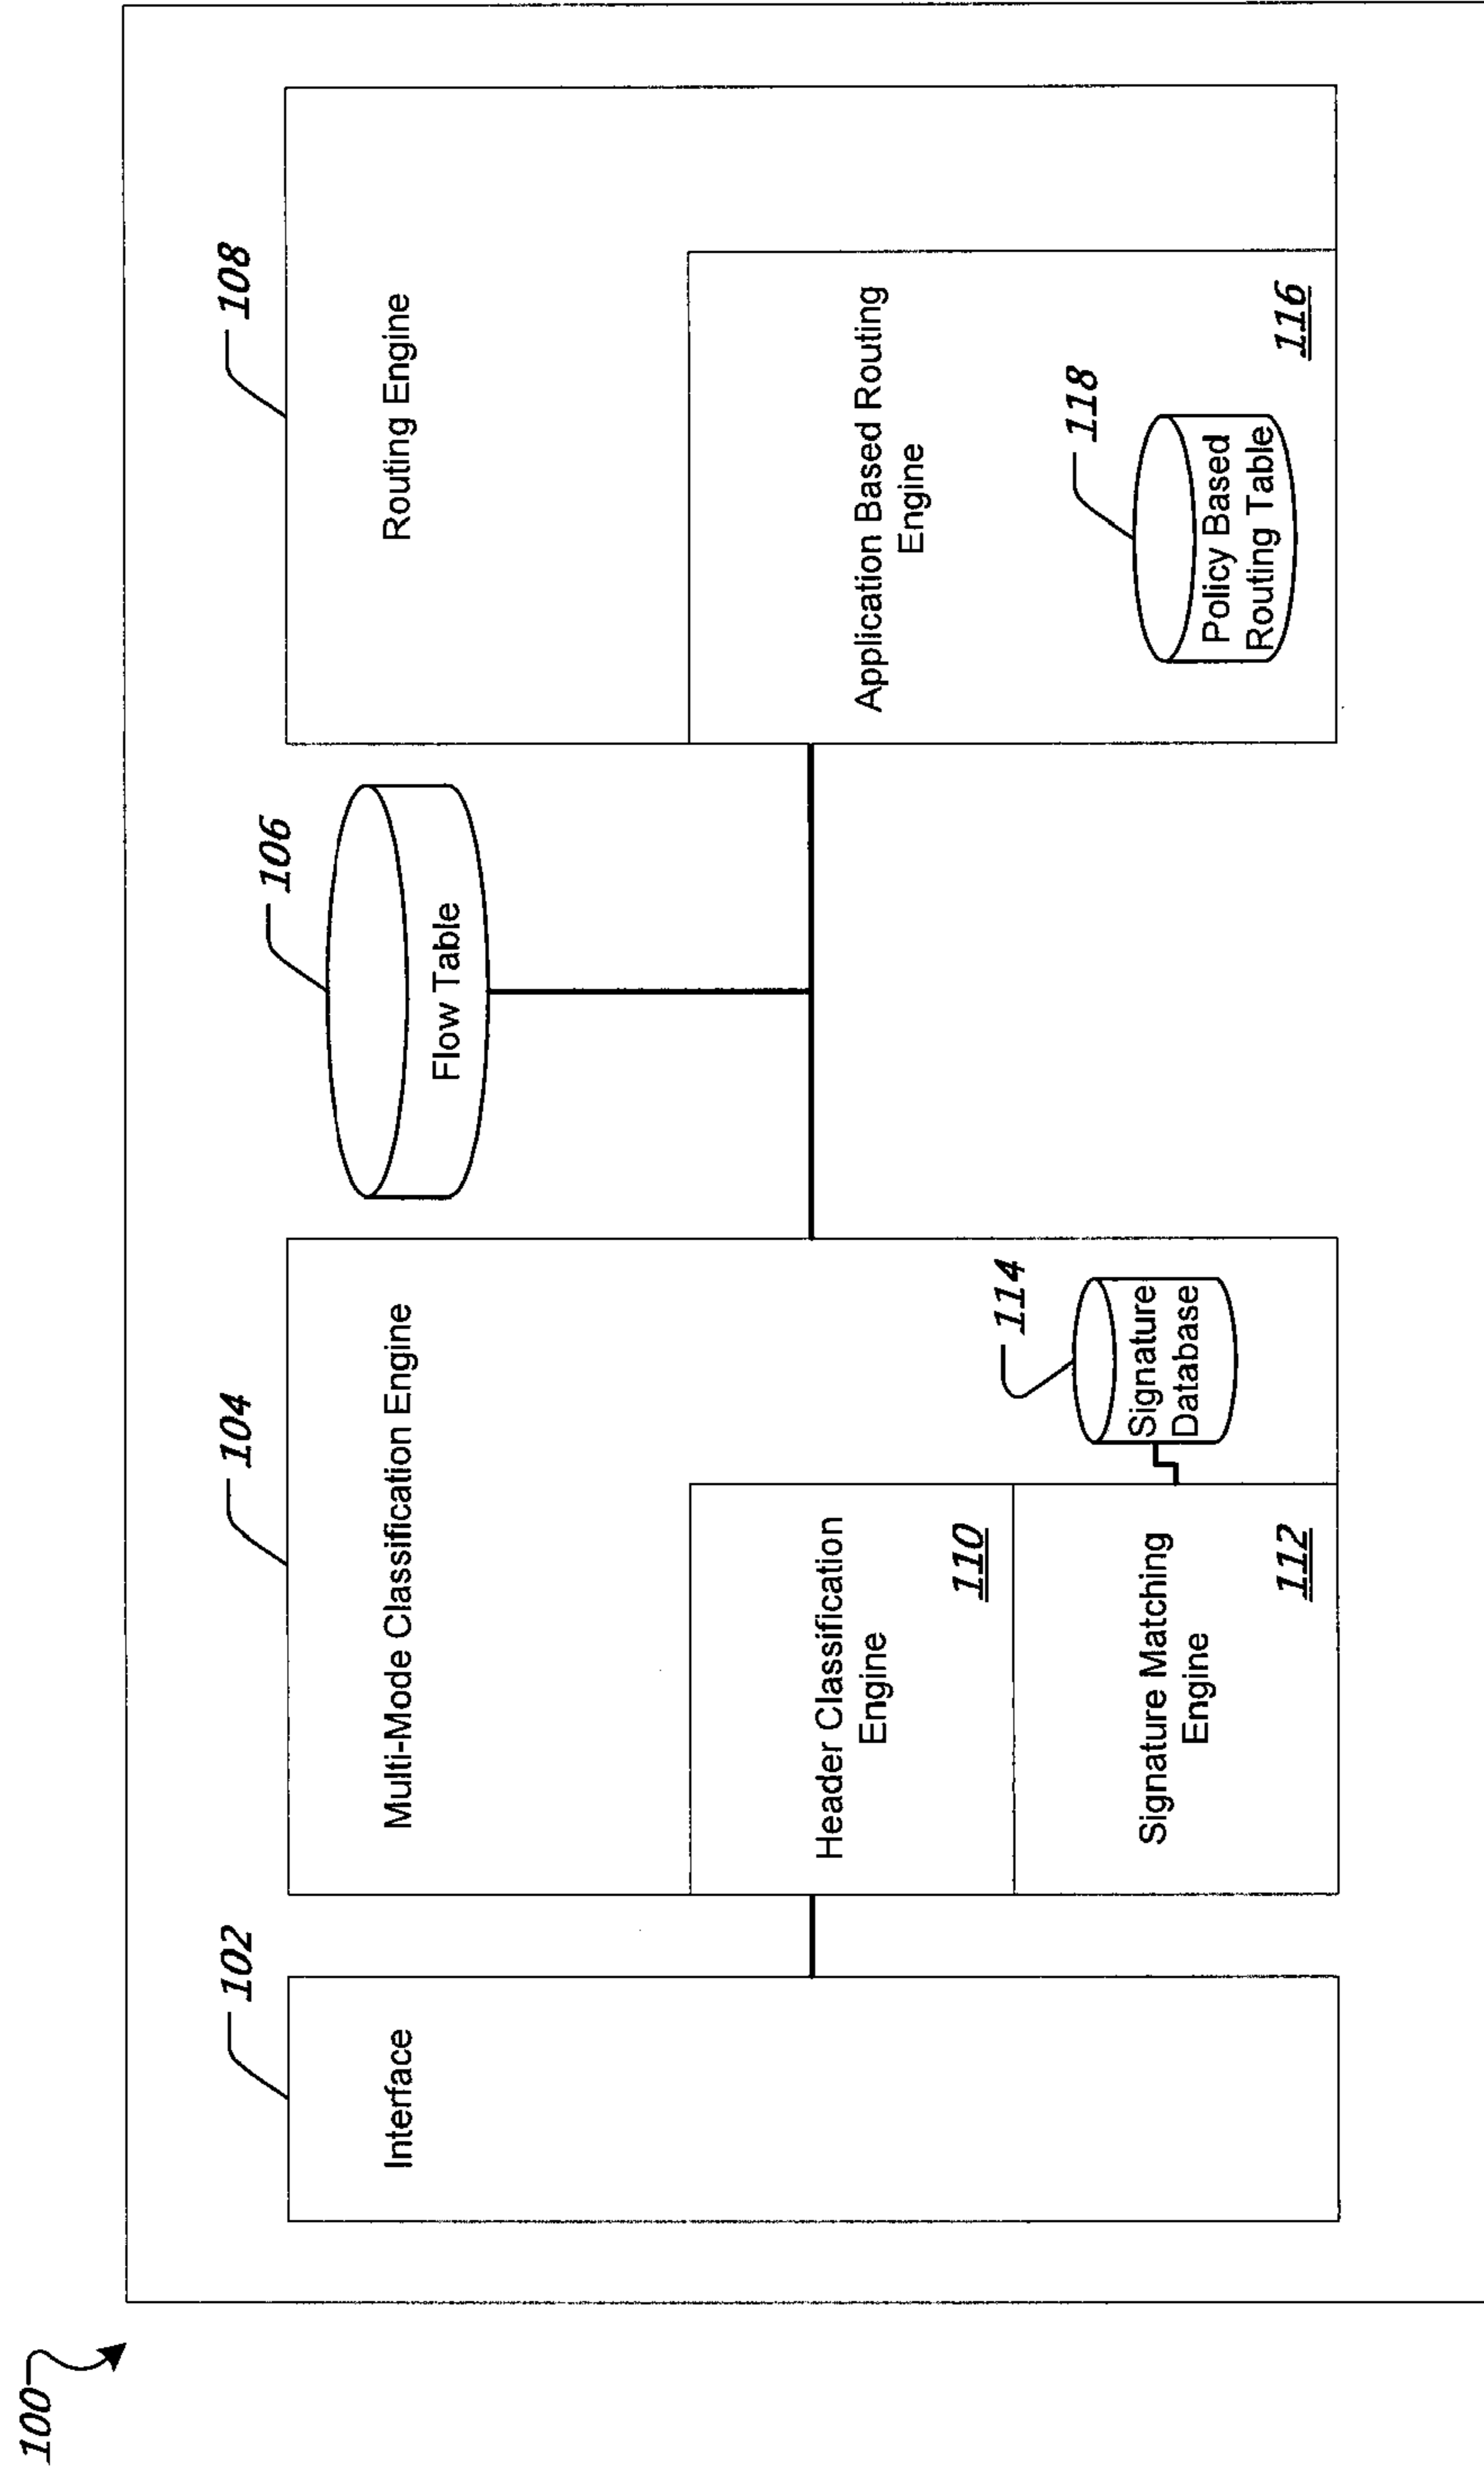 100
102
Interface
104
Multi-Mode Classification Engine
Header Classification
Engine
110
Signature Matching
Engine
112
114
Signature
Database
106
Flow Table
108
Routing Engine
Application Based Routing
Engine
116
118
Policy Based
Routing Table